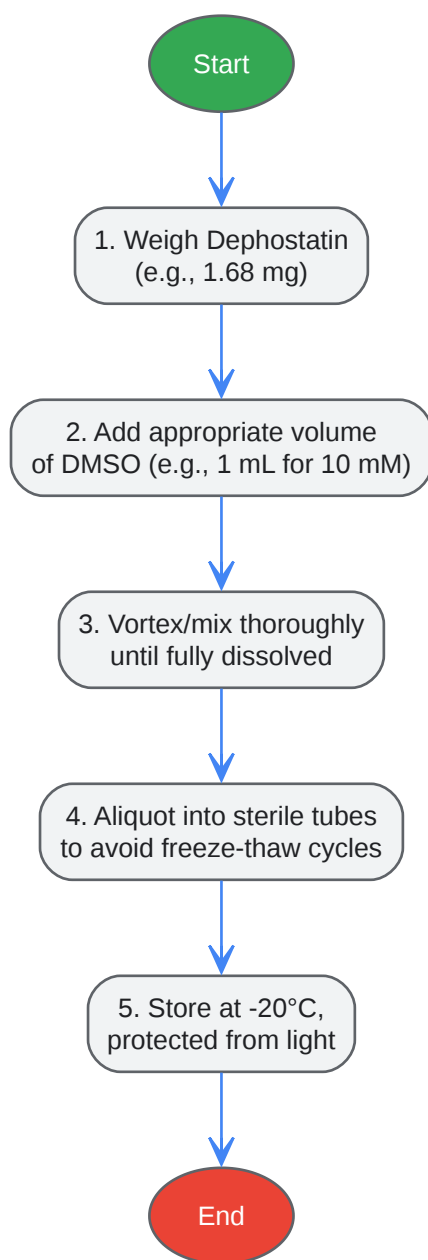 Start
1. Weigh Dephostatin
(e.g., 1.68 mg)
2. Add appropriate volume
of DMSO (e.g., 1 mL for 10 mM)
3. Vortex/mix thoroughly
until fully dissolved
4. Aliquot into sterile tubes
to avoid freeze-thaw cycles
5. Store at -20°C,
protected from light
End